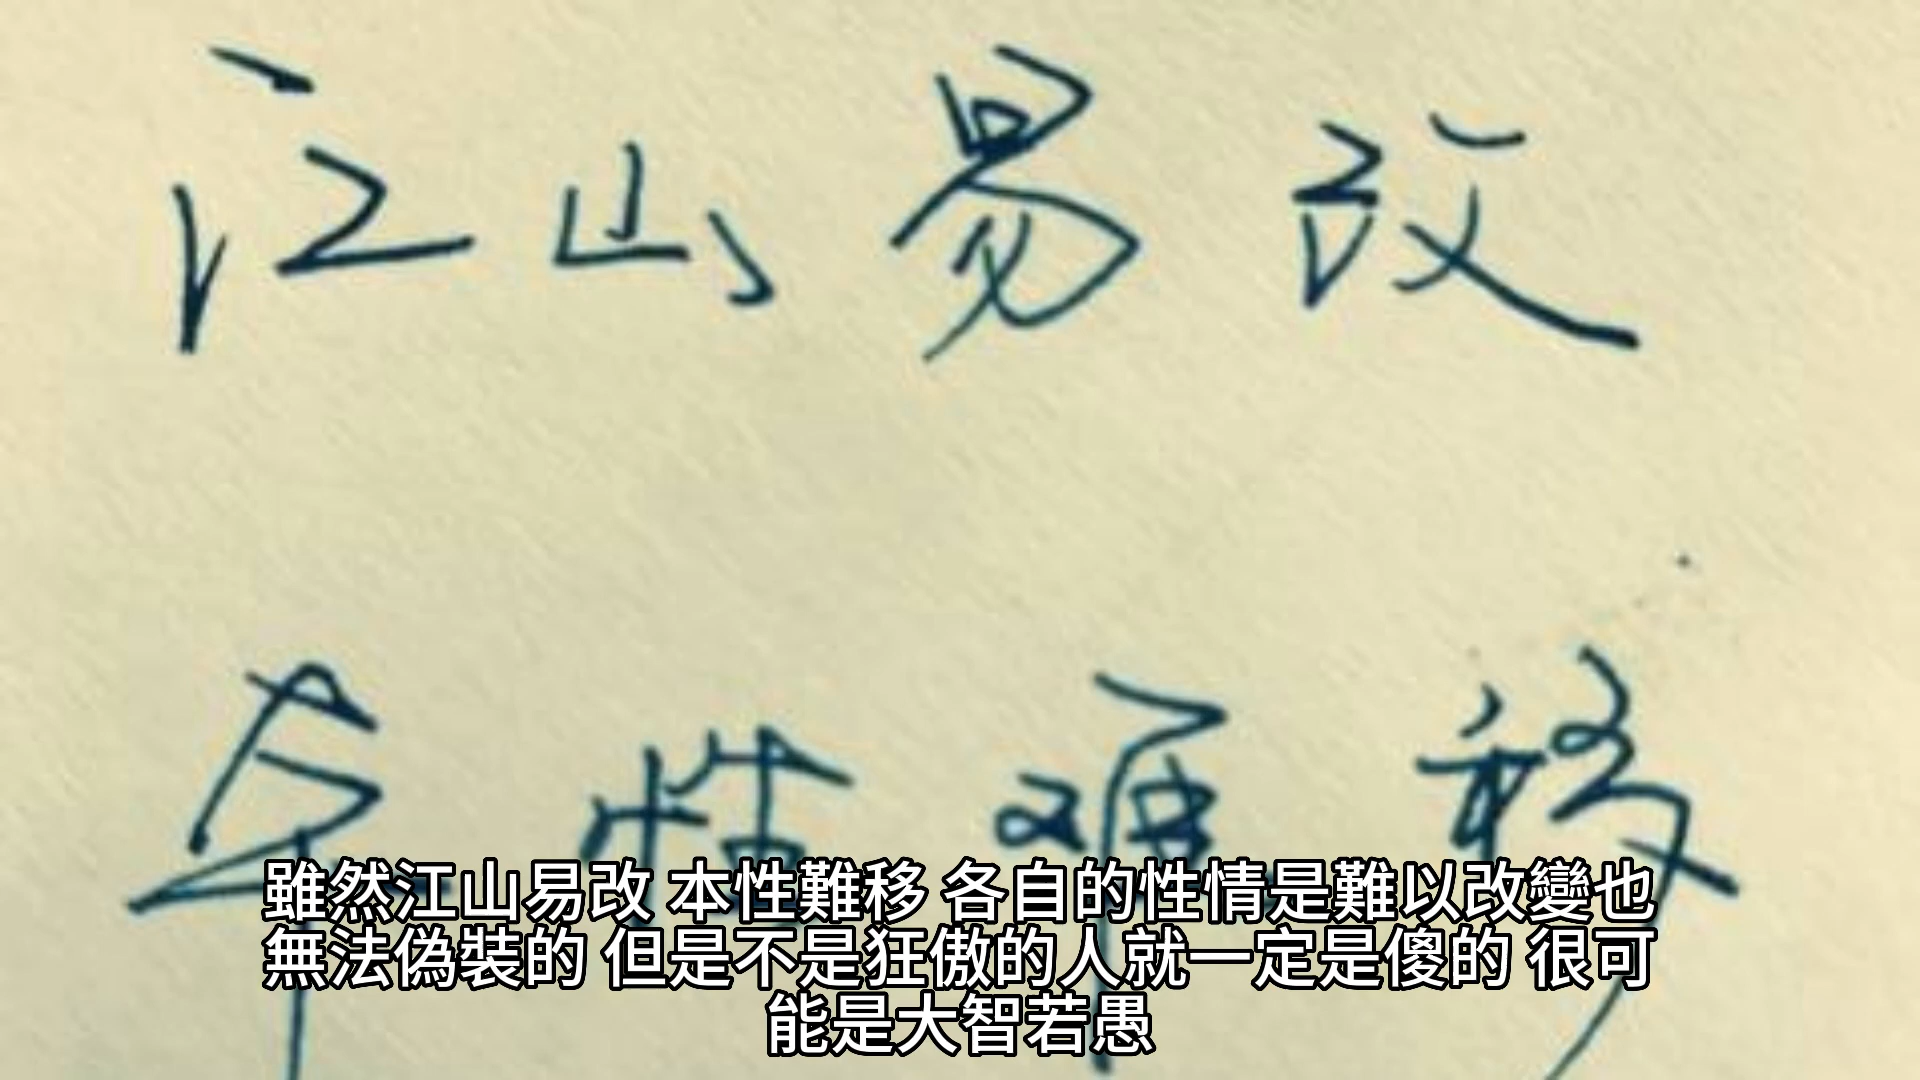 江山易改
本性难移
雖然江山易改 本性難移 各自的性情是難以改變也
無法偽裝的 但是不是狂傲的人就一定是傻的 很可
能是大智若愚